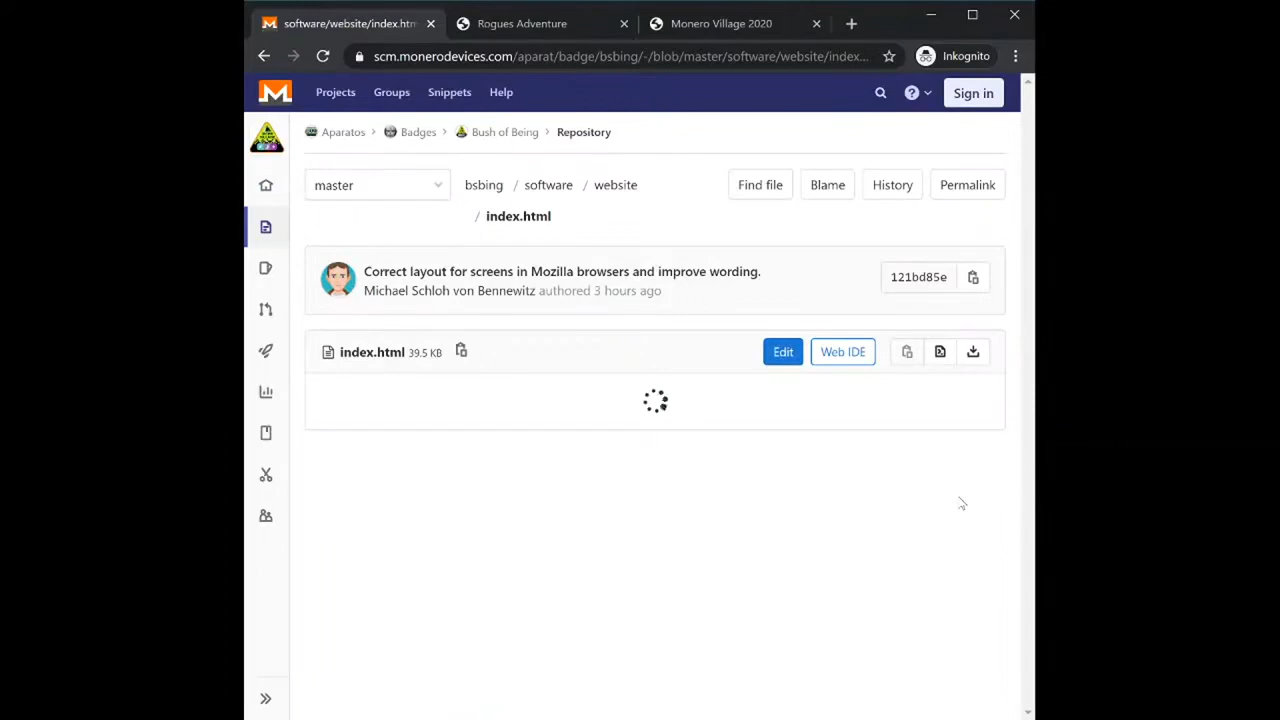 software/website/index.htm
Rogues Adventure
Monero Village 2020
scm.monerodevices.com/aparat/badge/bsbing/-/blob/master/software/website/index...
Inkognito
Projects
Groups
Snippets
Help
Sign in
Aparatos
Badges
Bush of Being
Repository
master
bsbing / software / website
/ index.html
Find file
Blame
History
Permalink
Correct layout for screens in Mozilla browsers and improve wording.
Michael Schloh von Bennewitz authored 3 hours ago
121bd85e
index.html 39.5 KB
Edit
Web IDE